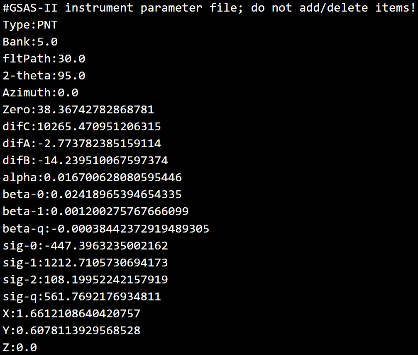 #GSAS-II instrument parameter file; do not add/delete items!
Type:PNT
Bank:5.0
fltPath:30.0
2-theta:95.0
Azimuth:0.0
Zero:38.36742782868781
difC:10265.470951206315
difA:-2.773782385159114
difB:-14.239510067597374
alpha:0.016700628080595446
beta-0:0.02418965394654335
beta-1:0.001200275767666099
beta-q:-0.00038442372919489305
sig-0:-447.3963235002162
sig-1:1212.7105730694173
sig-2:108.19952242157919
sig-q:561.7692176934811
X:1.6612108640420757
Y:0.6078113929568528
Z:0.0